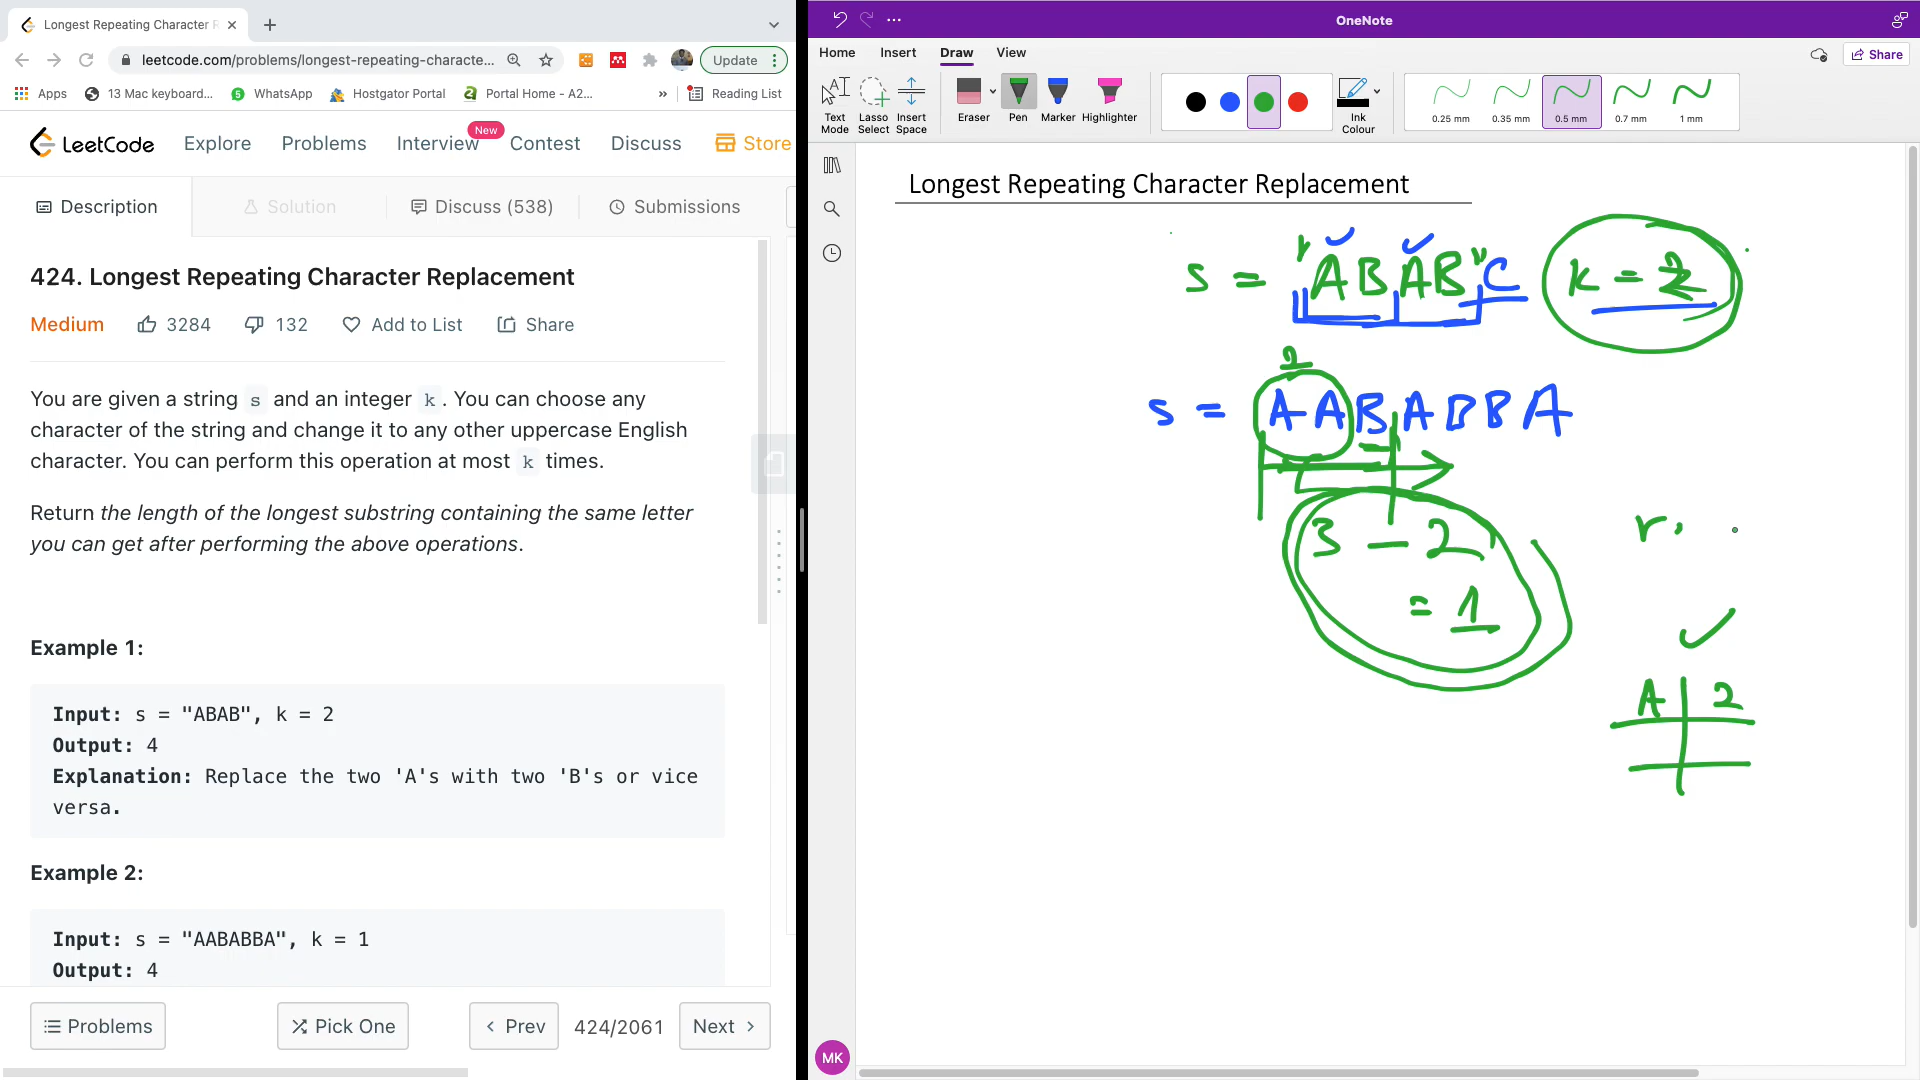 Longest Repeating Character R
leetcode.com/problems/longest-repeating-characte...
Update
Apps
13 Mac keyboard...
WhatsApp
Hostgator Portal
Portal Home - A2...
»
Reading List
LeetCode
Explore
Problems
Interview
New
Contest
Discuss
Store
Description
Solution
Discuss (538)
Submissions
424. Longest Repeating Character Replacement
Medium
3284
132
Add to List
Share
You are given a string s and an integer k. You can choose any
character of the string and change it to any other uppercase English
character. You can perform this operation at most k times.
Return the length of the longest substring containing the same letter
you can get after performing the above operations.
Example 1:
Input: s = "ABAB", k = 2
Output: 4
Explanation: Replace the two 'A's with two 'B's or vice
versa.
Example 2:
Input: s = "AABABBA", k = 1
Output: 4
Problems
Pick One
Prev
424/2061
Next
OneNote
Home
Insert
Draw
View
Share
Text
Mode
Lasso
Select
Insert
Space
Eraser
Pen
Marker
Highlighter
Ink
Colour
0.25 mm
0.35 mm
0.5 mm
0.7 mm
1 mm
Longest Repeating Character Replacement
s = "ABAB"C k = 2
2
s = AABABBA
3 - 2
= 1
r.
A 2
MK